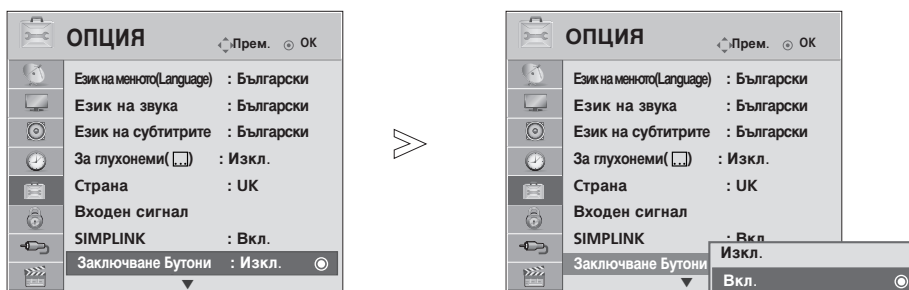 ОПЦИЯ Прем. OK
Език на менюто(Language) : Български
Език на звука : Български
Език на субтитрите : Български
За глухонеми( ) : Изкл.
Страна : UK
Входен сигнал
SIMPLINK : Вкл.
Заключване Бутони : Изкл.
ОПЦИЯ Прем. OK
Език на менюто(Language) : Български
Език на звука : Български
Език на субтитрите : Български
За глухонеми( ) : Изкл.
Страна : UK
Входен сигнал
SIMPLINK : Вкл
Заключване Бутони
Изкл.
Вкл.